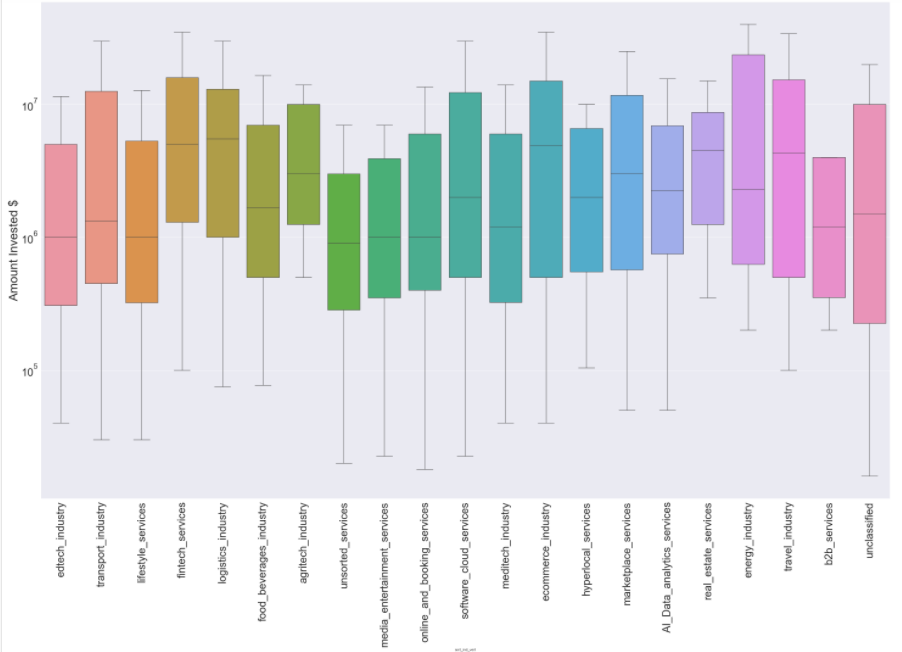 Amount Invested $
10^7
10^6
10^5
edtech_industry
transport_industry
lifestyle_services
fintech_services
logistics_industry
food_beverages_industry
agritech_industry
unsorted_services
media_entertainment_services
online_and_booking_services
software_cloud_services
meditech_industry
ecommerce_industry
hyperlocal_services
marketplace_services
AI_Data_analytics_services
real_estate_services
energy_industry
travel_industry
b2b_services
unclassified